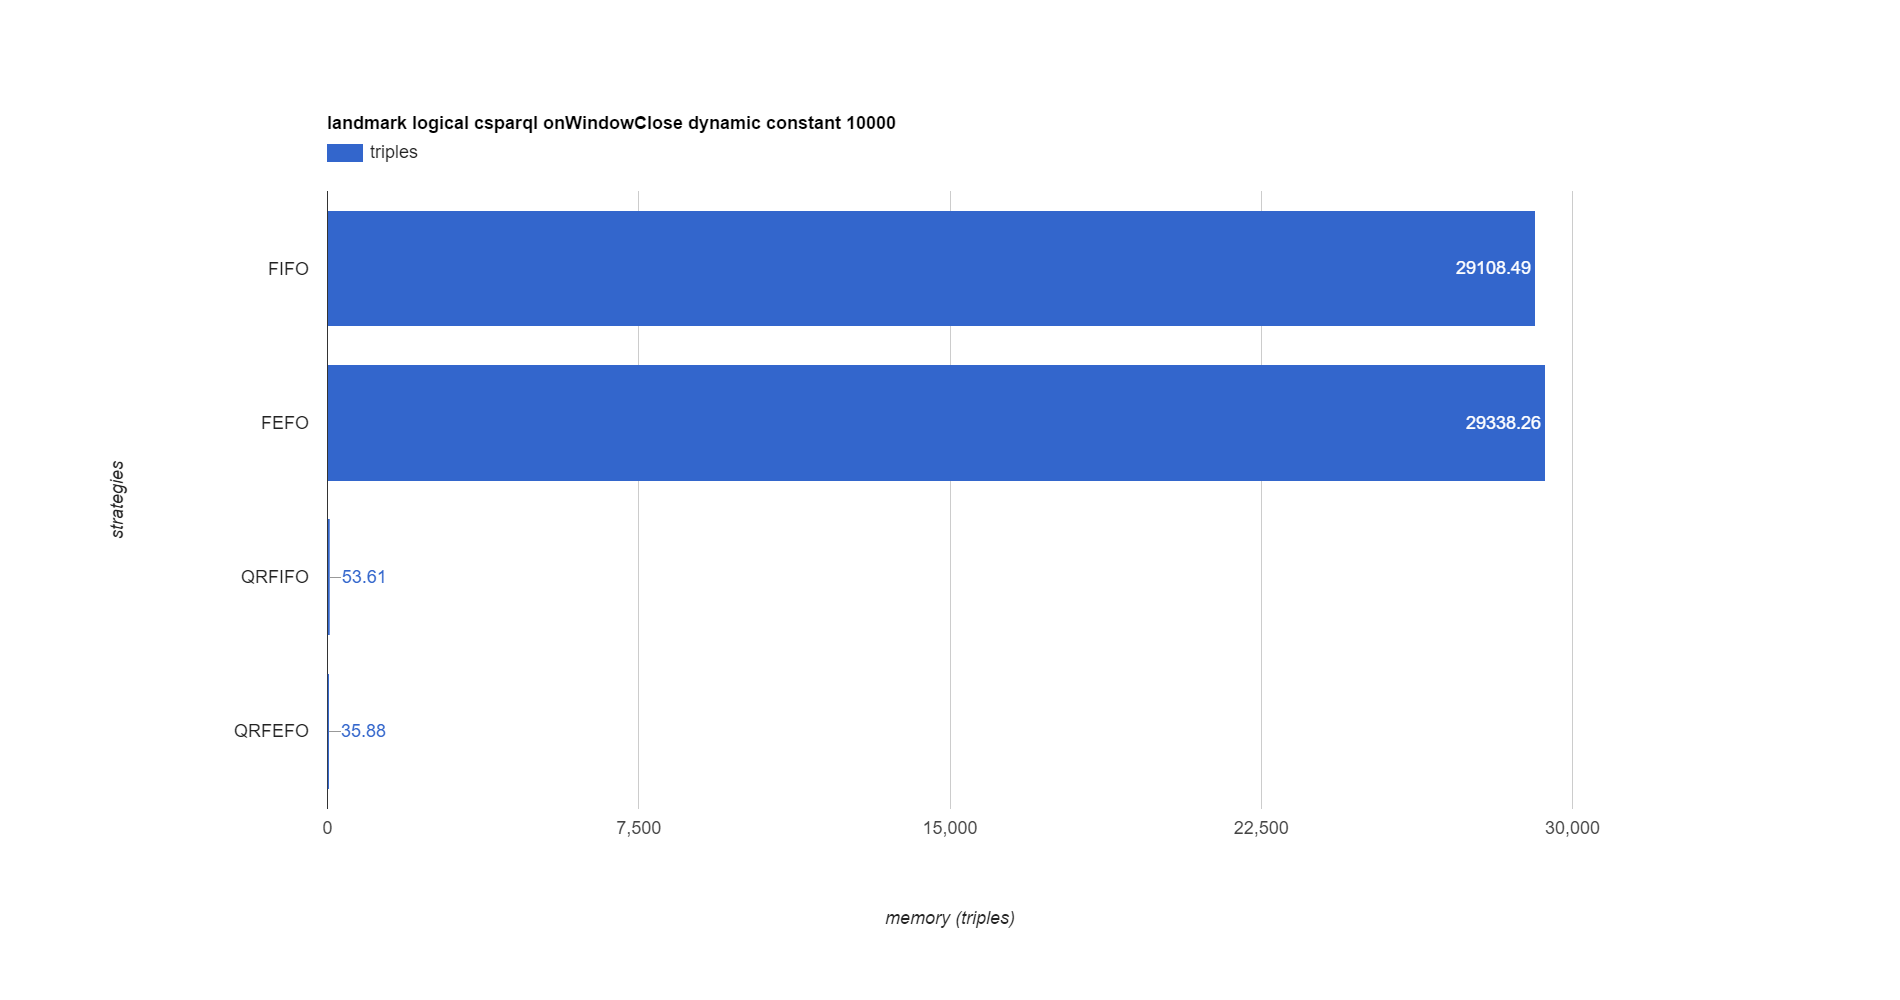 landmark logical csparql onWindowClose dynamic constant 10000
triples
FIFO
29108.49
FEFO
29338.26
strategies
QRFIFO
53.61
QRFEFO
35.88
0
7,500
15,000
22,500
30,000
memory (triples)